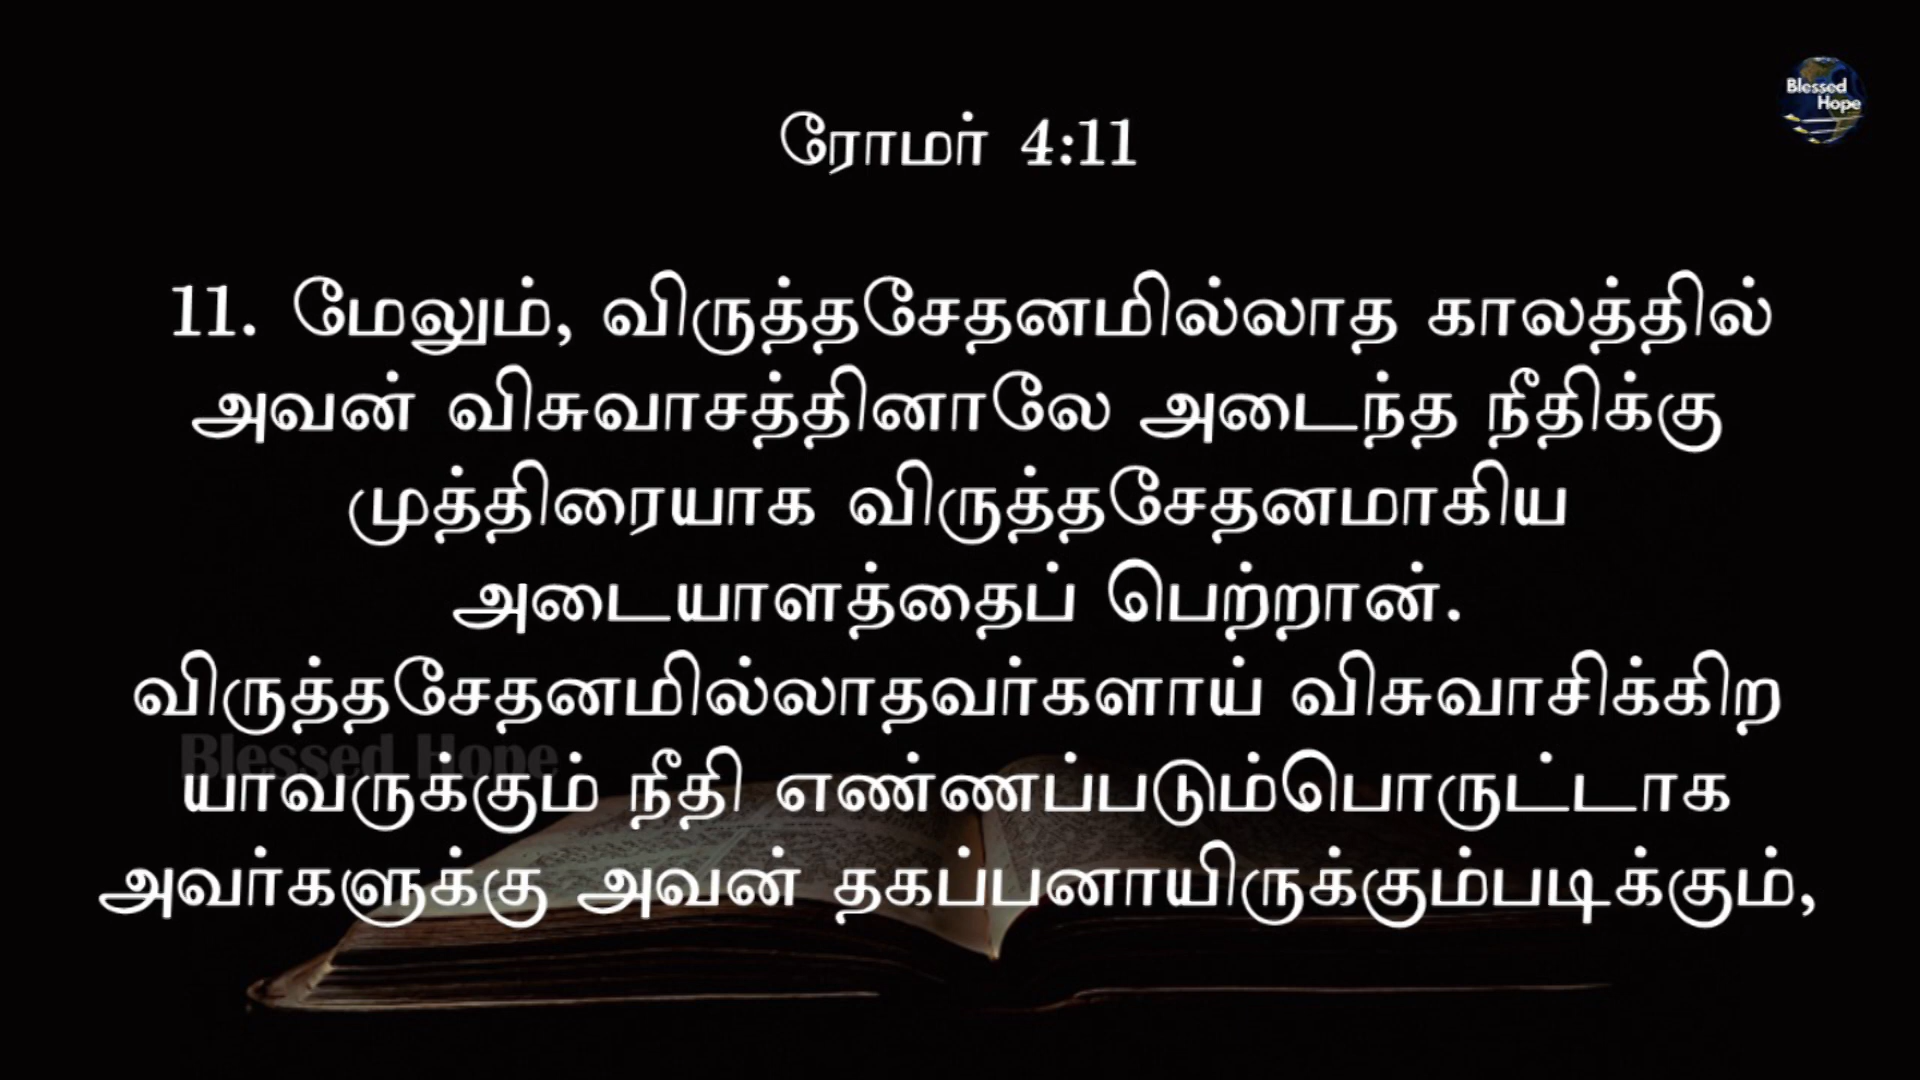 Blessed
Hope
ரோமர் 4:11
11. மேலும், விருத்தசேதனமில்லாத காலத்தில்
அவன் விசுவாசத்தினாலே அடைந்த நீதிக்கு
முத்திரையாக விருத்தசேதனமாகிய
அடையாளத்தைப் பெற்றான்.
விருத்தசேதனமில்லாதவர்களாய் விசுவாசிக்கிற
Blessed Hope
யாவருக்கும் நீதி எண்ணப்படும்பொருட்டாக
அவர்களுக்கு அவன் தகப்பனாயிருக்கும்படிக்கும்,